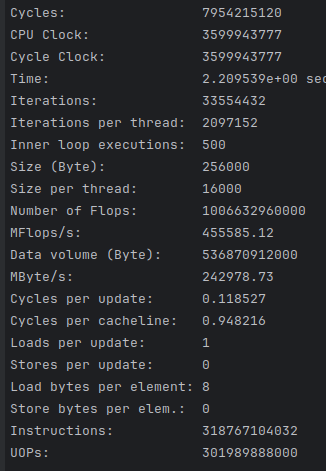 Cycles: 7954215120
CPU Clock: 3599943777
Cycle Clock: 3599943777
Time: 2.209539e+00 sec
Iterations: 33554432
Iterations per thread: 2097152
Inner loop executions: 500
Size (Byte): 256000
Size per thread: 16000
Number of Flops: 1006632960000
MFlops/s: 455585.12
Data volume (Byte): 536870912000
MByte/s: 242978.73
Cycles per update: 0.118527
Cycles per cacheline: 0.948216
Loads per update: 1
Stores per update: 0
Load bytes per element: 8
Store bytes per elem.: 0
Instructions: 318767104032
UOPs: 301989888000